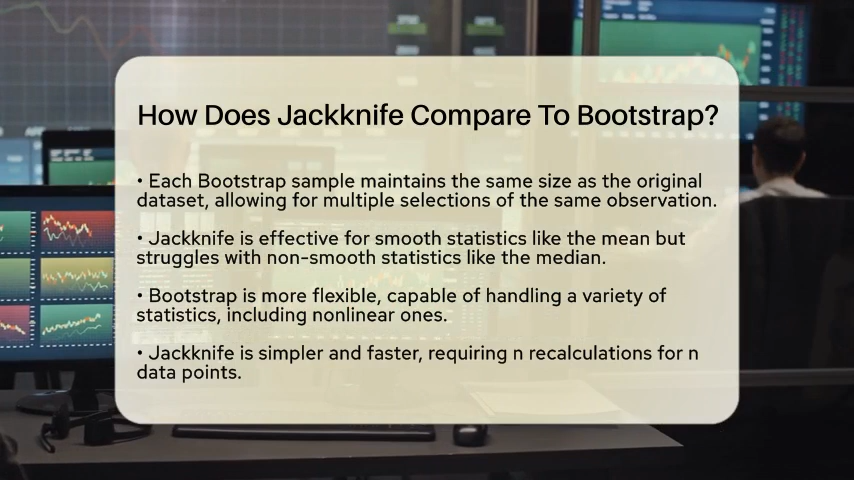 How Does Jackknife Compare To Bootstrap?
• Each Bootstrap sample maintains the same size as the original
dataset, allowing for multiple selections of the same observation.
• Jackknife is effective for smooth statistics like the mean but
struggles with non-smooth statistics like the median.
• Bootstrap is more flexible, capable of handling a variety of
statistics, including nonlinear ones.
• Jackknife is simpler and faster, requiring n recalculations for n
data points.